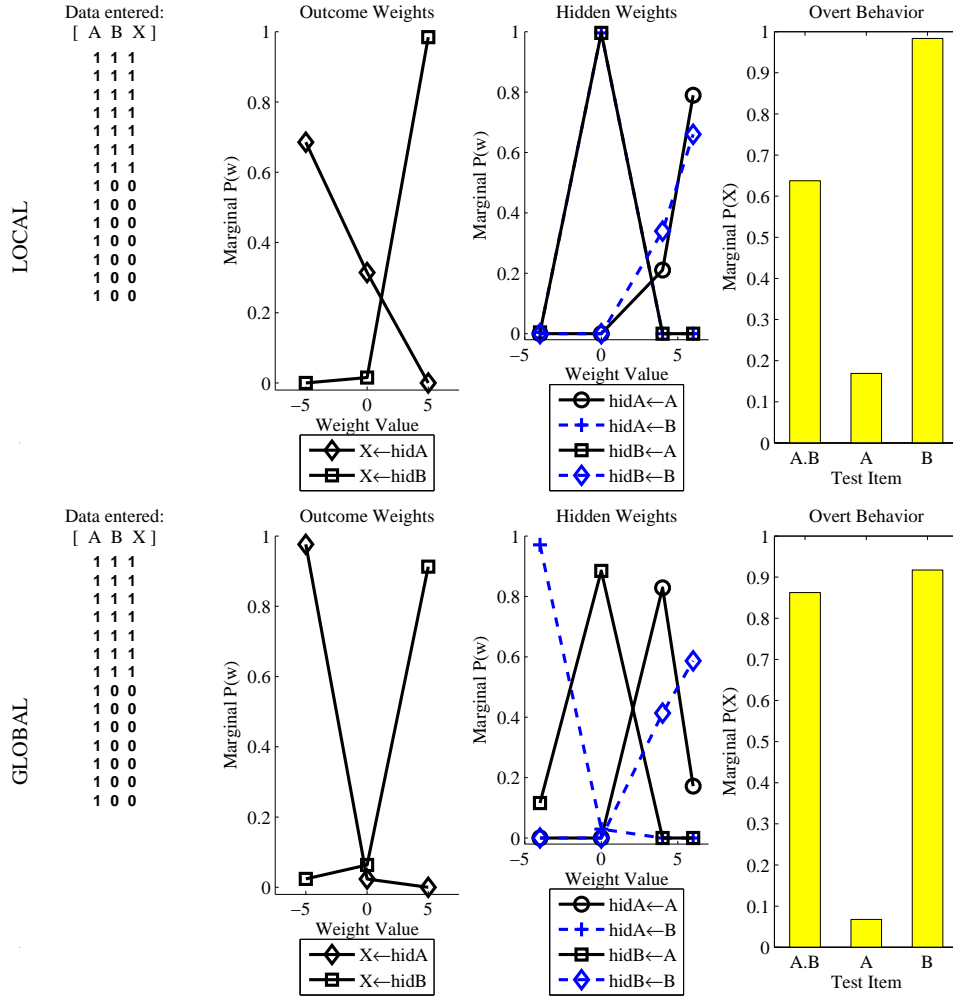 LOCAL
Data entered:
[ A B X ]
1 1 1
1 1 1
1 1 1
1 1 1
1 1 1
1 1 1
1 1 1
1 0 0
1 0 0
1 0 0
1 0 0
1 0 0
1 0 0
1 0 0
Outcome Weights
Marginal P(w)
1
0.8
0.6
0.4
0.2
0
−5 0 5
Weight Value
X←hidA
X←hidB
Hidden Weights
Marginal P(w)
1
0.8
0.6
0.4
0.2
0
−5 0 5
Weight Value
hidA←A
hidA←B
hidB←A
hidB←B
Overt Behavior
Marginal P(X)
1
0.9
0.8
0.7
0.6
0.5
0.4
0.3
0.2
0.1
0
A.B A B
Test Item
GLOBAL
Data entered:
[ A B X ]
1 1 1
1 1 1
1 1 1
1 1 1
1 1 1
1 1 1
1 1 1
1 0 0
1 0 0
1 0 0
1 0 0
1 0 0
1 0 0
1 0 0
Outcome Weights
Marginal P(w)
1
0.8
0.6
0.4
0.2
0
−5 0 5
Weight Value
X←hidA
X←hidB
Hidden Weights
Marginal P(w)
1
0.8
0.6
0.4
0.2
0
−5 0 5
Weight Value
hidA←A
hidA←B
hidB←A
hidB←B
Overt Behavior
Marginal P(X)
1
0.9
0.8
0.7
0.6
0.5
0.4
0.3
0.2
0.1
0
A.B A B
Test Item